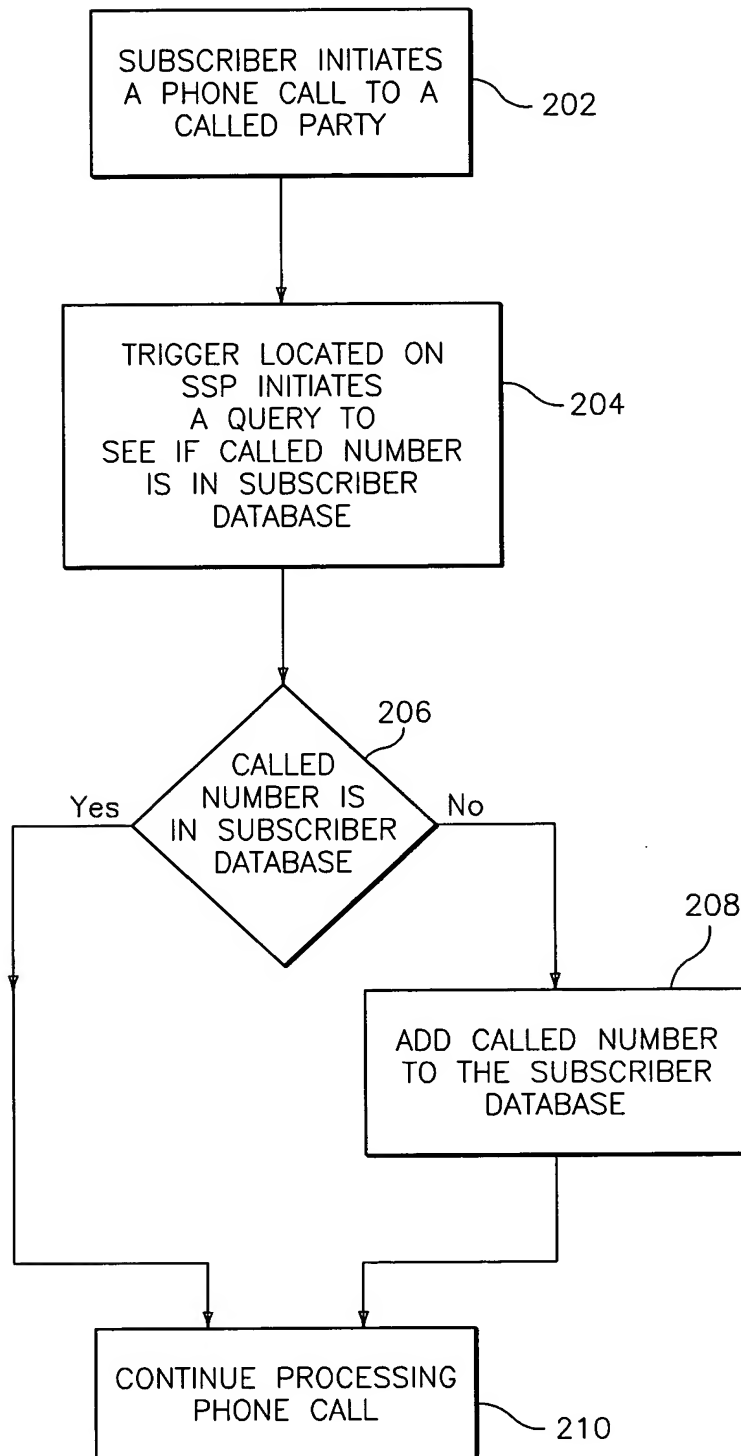 SUBSCRIBER INITIATES
A PHONE CALL TO A
CALLED PARTY
202
TRIGGER LOCATED ON
SSP INITIATES
A QUERY TO
SEE IF CALLED NUMBER
IS IN SUBSCRIBER
DATABASE
204
206
CALLED
NUMBER IS
IN SUBSCRIBER
DATABASE
Yes
No
208
ADD CALLED NUMBER
TO THE SUBSCRIBER
DATABASE
CONTINUE PROCESSING
PHONE CALL
210